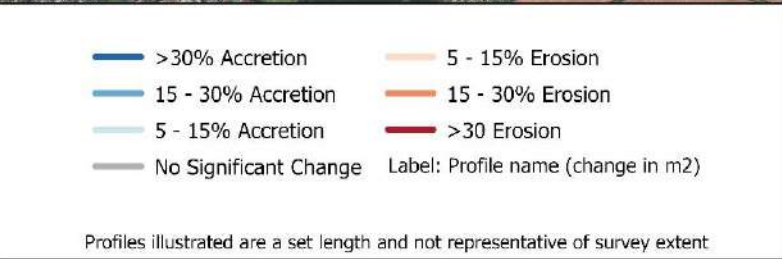 >30% Accretion
15 - 30% Accretion
5 - 15% Accretion
No Significant Change
5 - 15% Erosion
15 - 30% Erosion
>30 Erosion
Label: Profile name (change in m2)
Profiles illustrated are a set length and not representative of survey extent